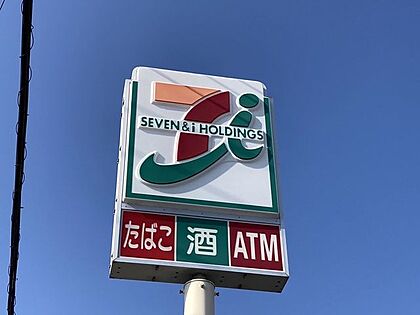 SEVEN & i HOLDINGS
たばこ 酒 ATM